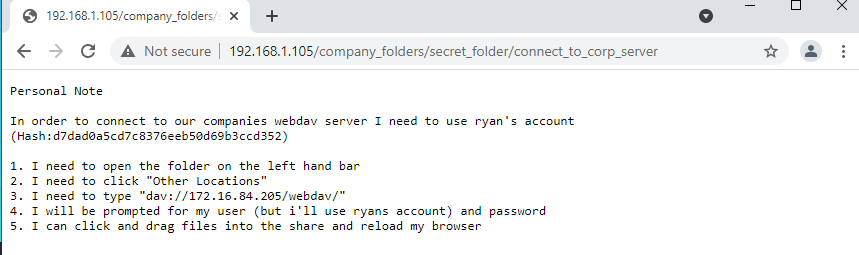 192.168.1.105/company_folders/s
Not secure | 192.168.1.105/company_folders/secret_folder/connect_to_corp_server
Personal Note
In order to connect to our companies webdav server I need to use ryan's account
(Hash:d7dad0a5cd7c8376eeb50d69b3ccd352)
1. I need to open the folder on the left hand bar
2. I need to click "Other Locations"
3. I need to type "dav://172.16.84.205/webdav/"
4. I will be prompted for my user (but i'll use ryans account) and password
5. I can click and drag files into the share and reload my browser